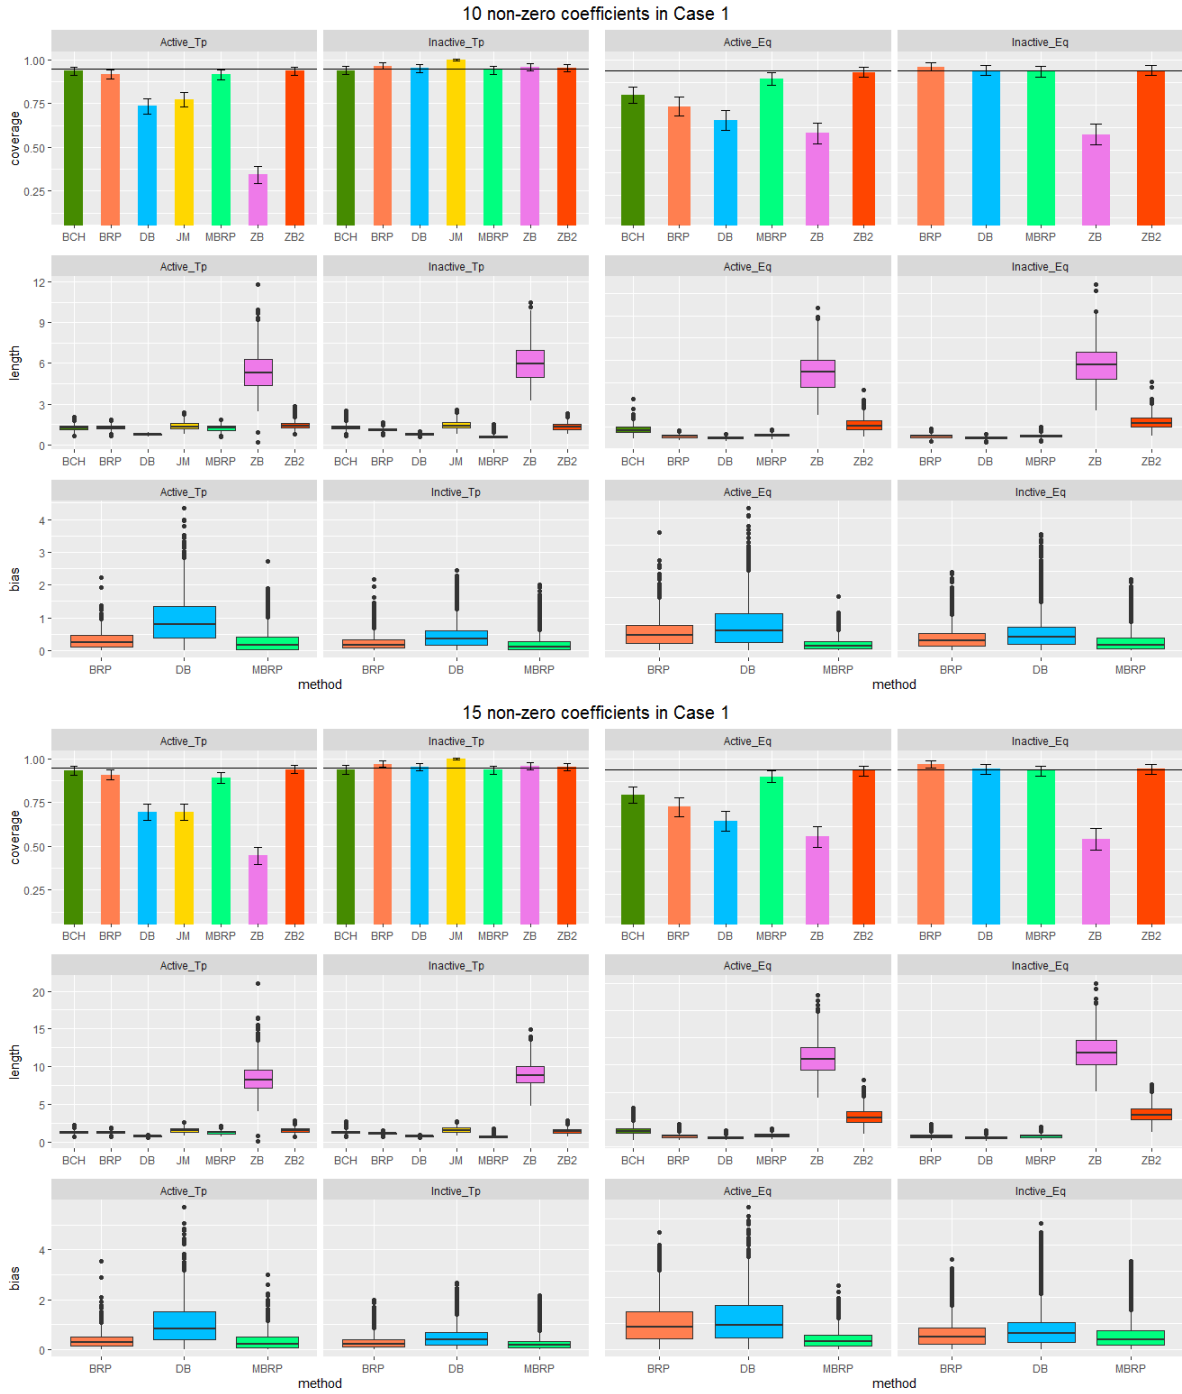 10 non-zero coefficients in Case 1
Active_Tp Inactive_Tp Active_Eq Inactive_Eq
coverage
1.00
0.75
0.50
0.25
BCH BRP DB JM MBRP ZB ZB2 BCH BRP DB JM MBRP ZB ZB2 BCH BRP DB MBRP ZB ZB2 BRP DB MBRP ZB ZB2
Active_Tp Inactive_Tp Active_Eq Inactive_Eq
length
12
9
6
3
0
BCH BRP DB JM MBRP ZB ZB2 BCH BRP DB JM MBRP ZB ZB2 BCH BRP DB MBRP ZB ZB2 BRP DB MBRP ZB ZB2
Active_Tp Inctive_Tp Active_Eq Inctive_Eq
bias
4
3
2
1
0
BRP DB MBRP BRP DB MBRP BRP DB MBRP BRP DB MBRP
method method
15 non-zero coefficients in Case 1
Active_Tp Inactive_Tp Active_Eq Inactive_Eq
coverage
1.00
0.75
0.50
0.25
BCH BRP DB JM MBRP ZB ZB2 BCH BRP DB JM MBRP ZB ZB2 BCH BRP DB MBRP ZB ZB2 BRP DB MBRP ZB ZB2
Active_Tp Inactive_Tp Active_Eq Inactive_Eq
length
20
15
10
5
0
BCH BRP DB JM MBRP ZB ZB2 BCH BRP DB JM MBRP ZB ZB2 BCH BRP DB MBRP ZB ZB2 BRP DB MBRP ZB ZB2
Active_Tp Inctive_Tp Active_Eq Inctive_Eq
bias
4
2
0
BRP DB MBRP BRP DB MBRP BRP DB MBRP BRP DB MBRP
method method